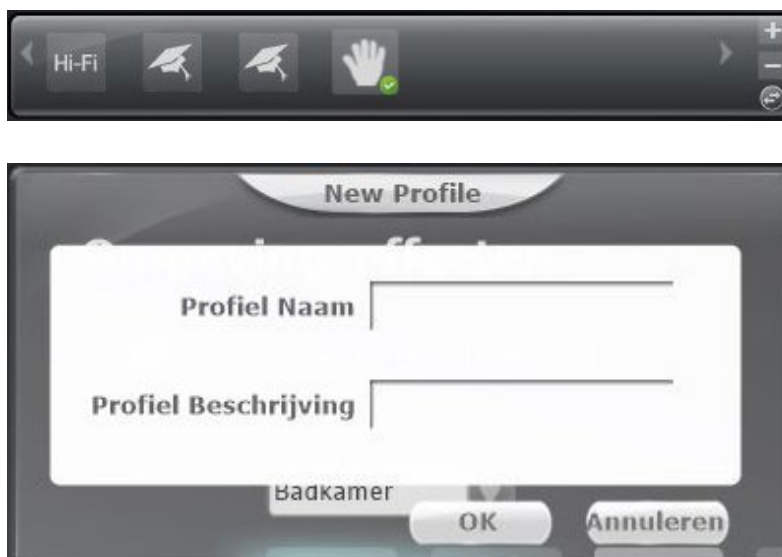 Hi-Fi
New Profile
Profiel Naam
Profiel Beschrijving
Badkamer
OK
Annuleren